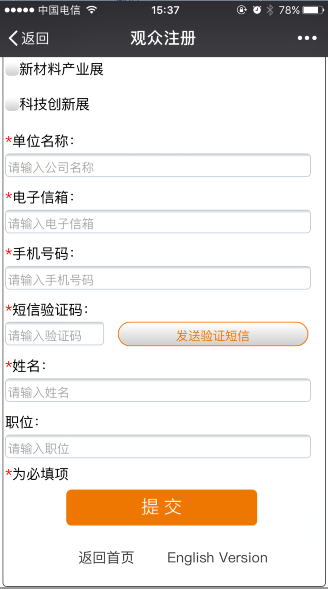 中国电信 15:37 78%
返回 观众注册
新材料产业展
科技创新展
*单位名称：
请输入公司名称
*电子信箱：
请输入电子信箱
*手机号码：
请输入手机号码
*短信验证码：
请输入验证码 发送验证短信
*姓名：
请输入姓名
职位：
请输入职位
*为必填项
提 交
返回首页 English Version